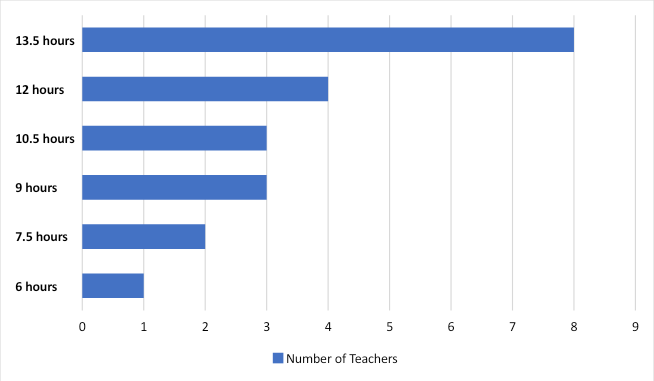 13.5 hours
12 hours
10.5 hours
9 hours
7.5 hours
6 hours
0 1 2 3 4 5 6 7 8 9
Number of Teachers